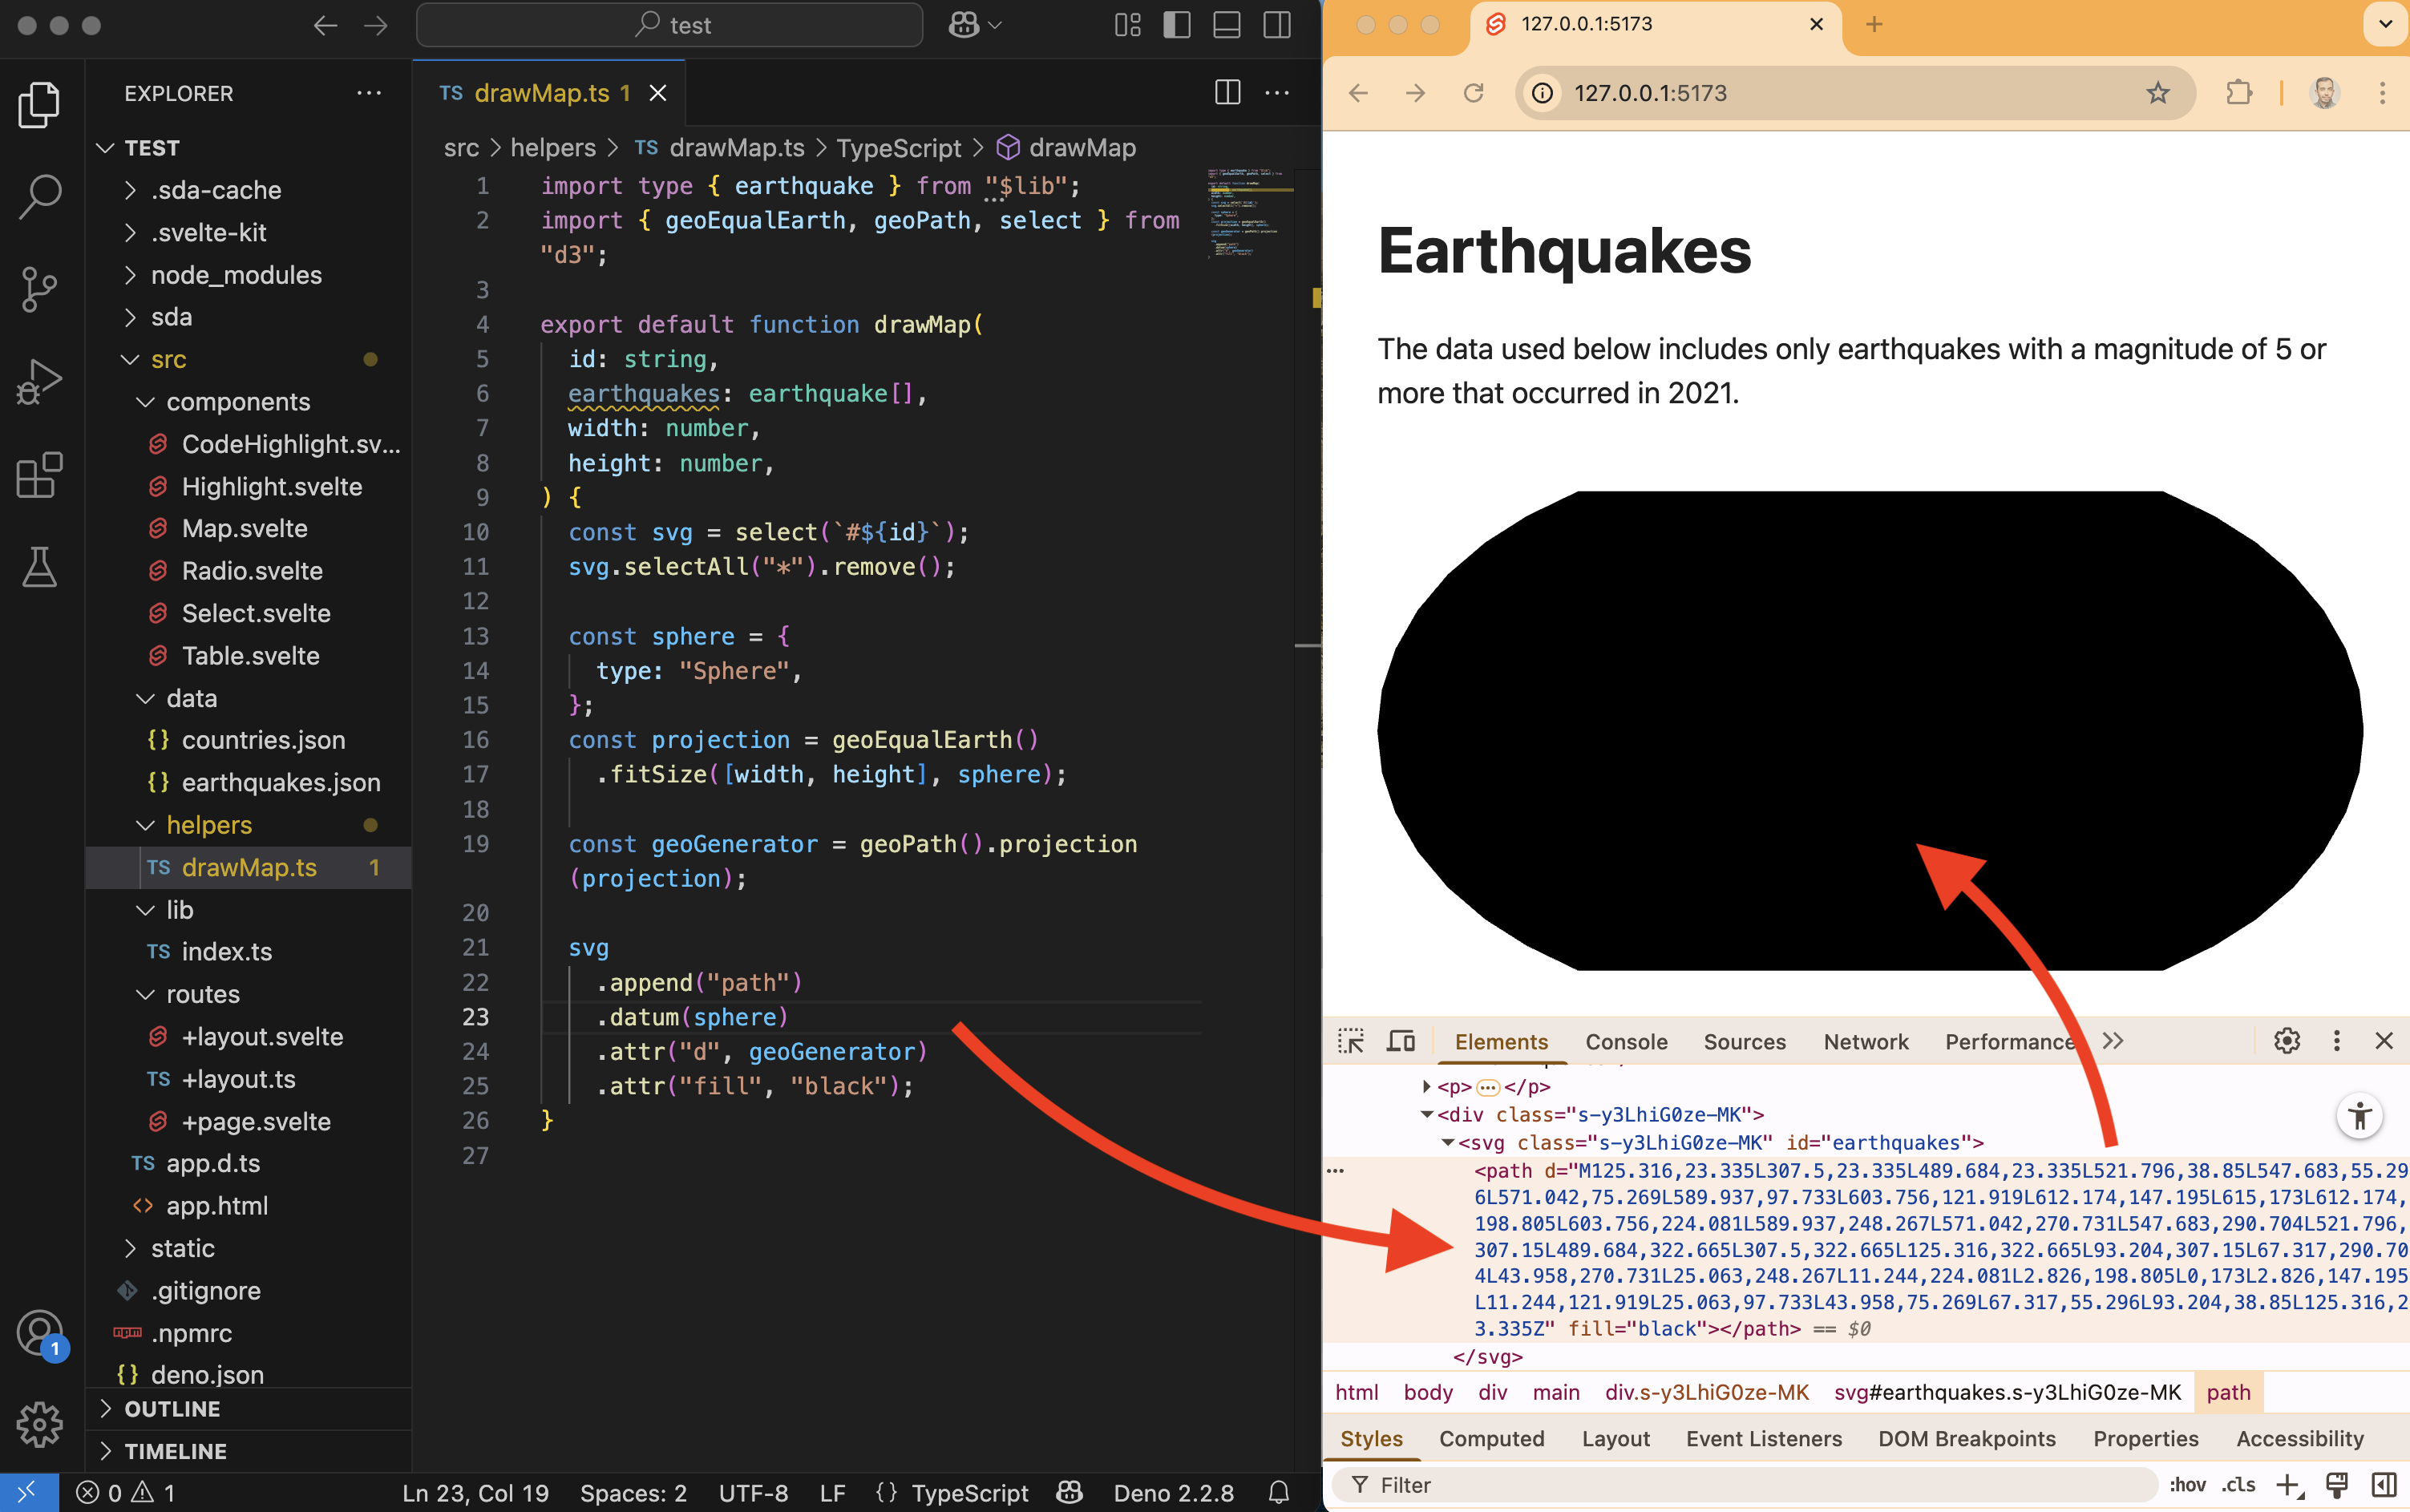 test
EXPLORER
TEST
.sda-cache
.svelte-kit
node_modules
sda
src
components
CodeHighlight.sv...
Highlight.svelte
Map.svelte
Radio.svelte
Select.svelte
Table.svelte
data
{} countries.json
{} earthquakes.json
helpers
TS drawMap.ts 1
lib
TS index.ts
routes
+layout.svelte
TS +layout.ts
+page.svelte
TS app.d.ts
<> app.html
static
.gitignore
npm .npmrc
{} deno.json
OUTLINE
TIMELINE
1
TS drawMap.ts 1
src > helpers > TS drawMap.ts > TypeScript > drawMap
1 import type { earthquake } from "$lib";
2 import { geoEqualEarth, geoPath, select } from
"d3";
3
4 export default function drawMap(
5 id: string,
6 earthquakes: earthquake[],
7 width: number,
8 height: number,
9 ) {
10 const svg = select(`#${id}`);
11 svg.selectAll("*").remove();
12
13 const sphere = {
14 type: "Sphere",
15 };
16 const projection = geoEqualEarth()
17 .fitSize([width, height], sphere);
18
19 const geoGenerator = geoPath().projection
(projection);
20
21 svg
22 .append("path")
23 .datum(sphere)
24 .attr("d", geoGenerator)
25 .attr("fill", "black");
26 }
27
0 1 Ln 23, Col 19 Spaces: 2 UTF-8 LF {} TypeScript Deno 2.2.8
127.0.0.1:5173
127.0.0.1:5173
Earthquakes
The data used below includes only earthquakes with a magnitude of 5 or
more that occurred in 2021.
Elements Console Sources Network Performance
<p>...</p>
<div class="s-y3LhiG0ze-MK">
<svg class="s-y3LhiG0ze-MK" id="earthquakes">
<path d="M125.316,23.335L307.5,23.335L489.684,23.335L521.796,38.85L547.683,55.29
6L571.042,75.269L589.937,97.733L603.756,121.919L612.174,147.195L615,173L612.174,
198.805L603.756,224.081L589.937,248.267L571.042,270.731L547.683,290.704L521.796,
307.15L489.684,322.665L307.5,322.665L125.316,322.665L93.204,307.15L67.317,290.70
4L43.958,270.731L25.063,248.267L11.244,224.081L2.826,198.805L0,173L2.826,147.195
L11.244,121.919L25.063,97.733L43.958,75.269L67.317,55.296L93.204,38.85L125.316,2
3.335Z" fill="black"></path> == $0
</svg>
html body div main div.s-y3LhiG0ze-MK svg#earthquakes.s-y3LhiG0ze-MK path
Styles Computed Layout Event Listeners DOM Breakpoints Properties Accessibility
Filter :hov .cls